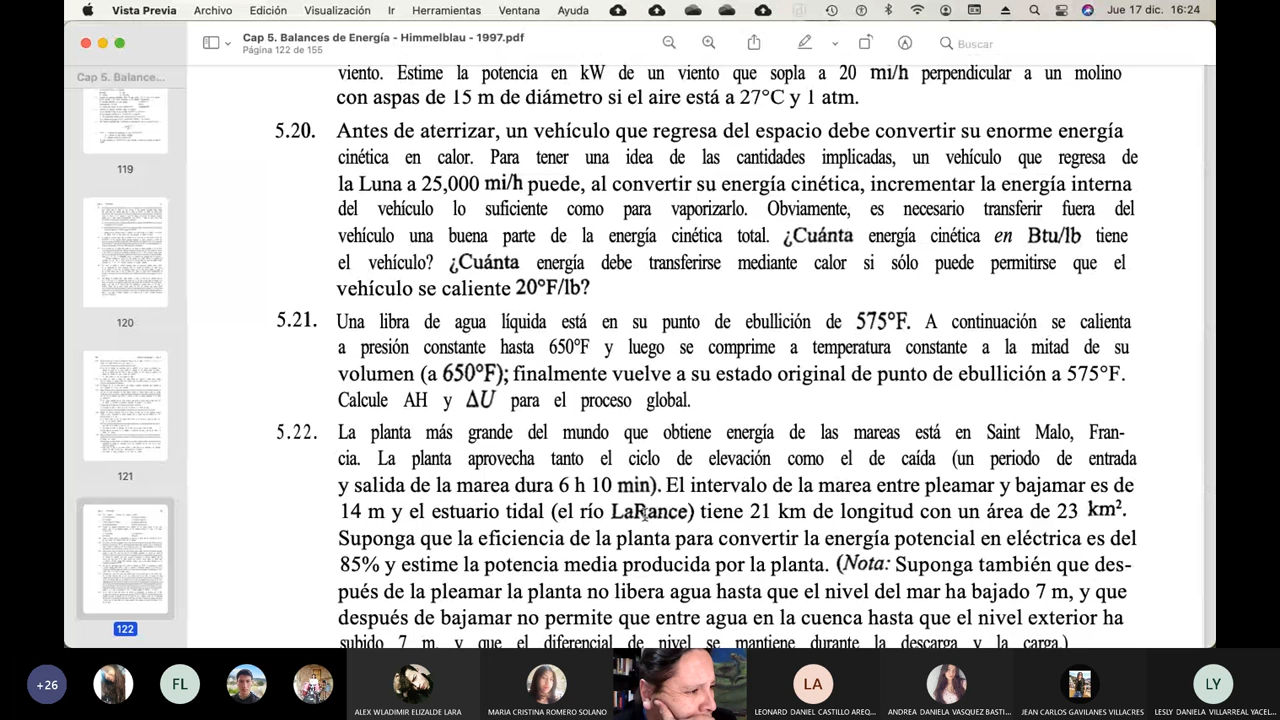 Vista Previa Archivo Edición Visualización Ir Herramientas Ventana Ayuda Jue 17 dic. 16:24
Cap 5. Balances de Energía - Himmelblau - 1997.pdf
Página 122 de 155
Buscar
Cap 5. Balance...
119
120
121
122
viento. Estime la potencia en kW de un viento que sopla a 20 mi/h perpendicular a un molino
con aspas de 15 m de diámetro si el aire está a 27°C y 1 atm.
5.20. Antes de aterrizar, un vehículo que regresa del espacio debe convertir su enorme energía
cinética en calor. Para tener una idea de las cantidades implicadas, un vehículo que regresa de
la Luna a 25,000 mi/h puede, al convertir su energía cinética, incrementar la energía interna
del vehículo lo suficiente como para vaporizarlo. Obviamente, es necesario transferir fuera del
vehículo una buena parte de la energía cinética total. ¿Cuánta energía cinética en Btu/lb tiene
el vehículo? ¿Cuánta energía debe transferirse mediante calor si sólo puede permitirse que el
vehículo se caliente 20°F/lb?
5.21. Una libra de agua líquida está en su punto de ebullición de 575°F. A continuación se calienta
a presión constante hasta 650°F y luego se comprime a temperatura constante a la mitad de su
volumen (a 650°F); finalmente vuelve a su estado original de punto de ebullición a 575°F.
Calcule AH y ΔU para el proceso global.
5.22. La planta más grande del mundo que obtiene energía de las mareas está en Saint Malo, Fran-
cia. La planta aprovecha tanto el ciclo de elevación como el de caída (un periodo de entrada
y salida de la marea dura 6 h 10 min). El intervalo de la marea entre pleamar y bajamar es de
14 m y el estuario tidal (el río LaRance) tiene 21 km de longitud con un área de 23 km².
Suponga que la eficiencia de la planta para convertir la energía potencial en eléctrica es del
85% y estime la potencia media producida por la planta. (Nota: Suponga también que des-
pués de la pleamar la planta no libera agua hasta que el nivel del mar ha bajado 7 m, y que
después de bajamar no permite que entre agua en la cuenca hasta que el nivel exterior ha
subido 7 m, y que el diferencial de nivel se mantiene durante la descarga y la carga.)
+26
FL
LA
LY
ALEX WLADIMIR ELIZALDE LARA
MARIA CRISTINA ROMERO SOLANO
LEONARD DANIEL CASTILLO AREQ...
ANDREA DANIELA VASQUEZ BASTI...
JEAN CARLOS GAVILANES VILLACRES
LESLY DANIELA VILLARREAL YACEL...